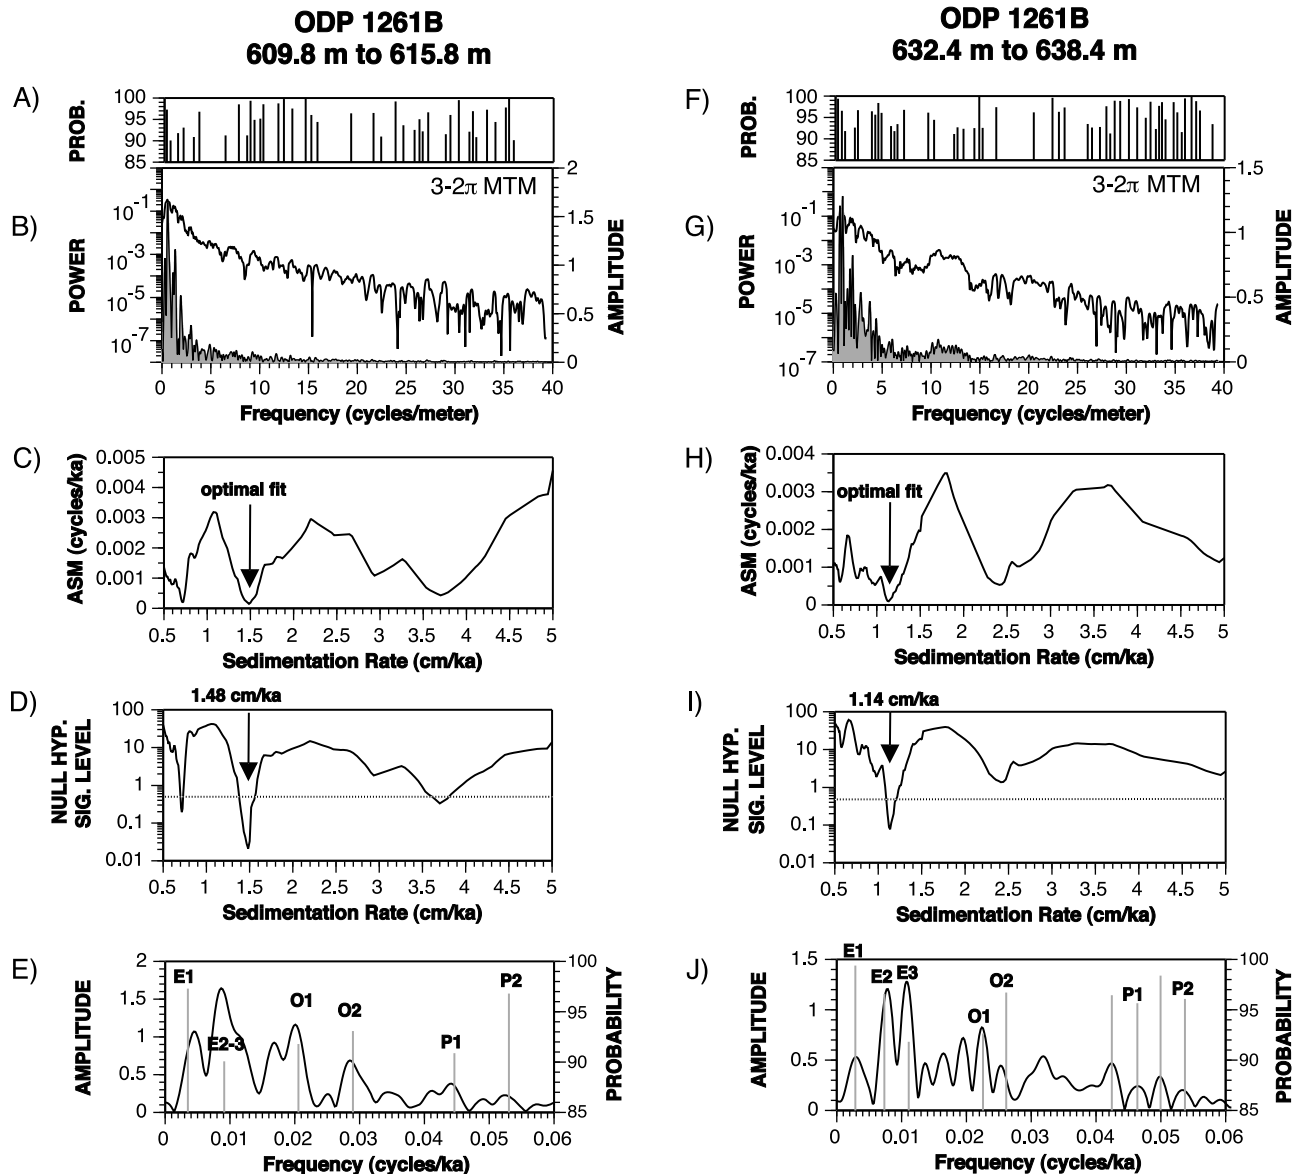 ODP 1261B
609.8 m to 615.8 m
A)
PROB.
100
95
90
85
B)
POWER
10-1
10-3
10-5
10-7
3-2π MTM
2
1.5
1
0.5
0
AMPLITUDE
0 5 10 15 20 25 30 35 40
Frequency (cycles/meter)
C)
ASM (cycles/ka)
0.005
0.004
0.003
0.002
0.001
0
optimal fit
0.5 1 1.5 2 2.5 3 3.5 4 4.5 5
Sedimentation Rate (cm/ka)
D)
1.48 cm/ka
NULL HYP.
SIG. LEVEL
100
10
1
0.1
0.01
0.5 1 1.5 2 2.5 3 3.5 4 4.5 5
Sedimentation Rate (cm/ka)
E)
AMPLITUDE
2
1.5
1
0.5
0
E1
E2-3
O1
O2
P1
P2
100
95
90
85
PROBABILITY
0 0.01 0.02 0.03 0.04 0.05 0.06
Frequency (cycles/ka)
ODP 1261B
632.4 m to 638.4 m
F)
PROB.
100
95
90
85
G)
POWER
10-1
10-3
10-5
10-7
3-2π MTM
1.5
1
0.5
0
AMPLITUDE
0 5 10 15 20 25 30 35 40
Frequency (cycles/meter)
H)
ASM (cycles/ka)
0.004
0.003
0.002
0.001
0
optimal fit
0.5 1 1.5 2 2.5 3 3.5 4 4.5 5
Sedimentation Rate (cm/ka)
I)
1.14 cm/ka
NULL HYP.
SIG. LEVEL
100
10
1
0.1
0.01
0.5 1 1.5 2 2.5 3 3.5 4 4.5 5
Sedimentation Rate (cm/ka)
J)
AMPLITUDE
1.5
1
0.5
0
E1
E2
E3
O1
O2
P1
P2
100
95
90
85
PROBABILITY
0 0.01 0.02 0.03 0.04 0.05 0.06
Frequency (cycles/ka)